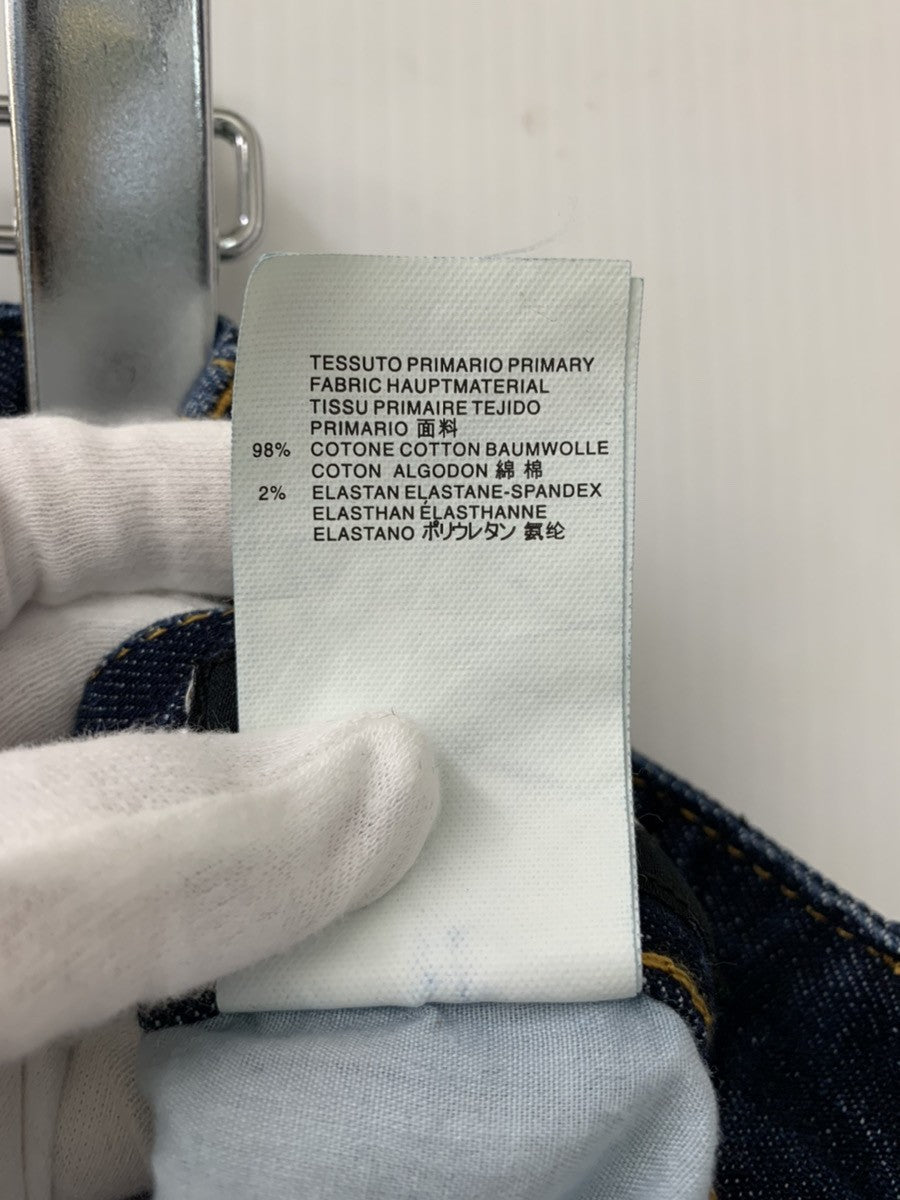 TESSUTO PRIMARIO PRIMARY
FABRIC HAUPTMATERIAL
TISSU PRIMAIRE TEJIDO
PRIMARIO 面料
98% COTONE COTTON BAUMWOLLE
COTON ALGODON 綿 棉
2% ELASTAN ELASTANE-SPANDEX
ELASTHAN ÉLASTHANNE
ELASTANO ポリウレタン 氨纶